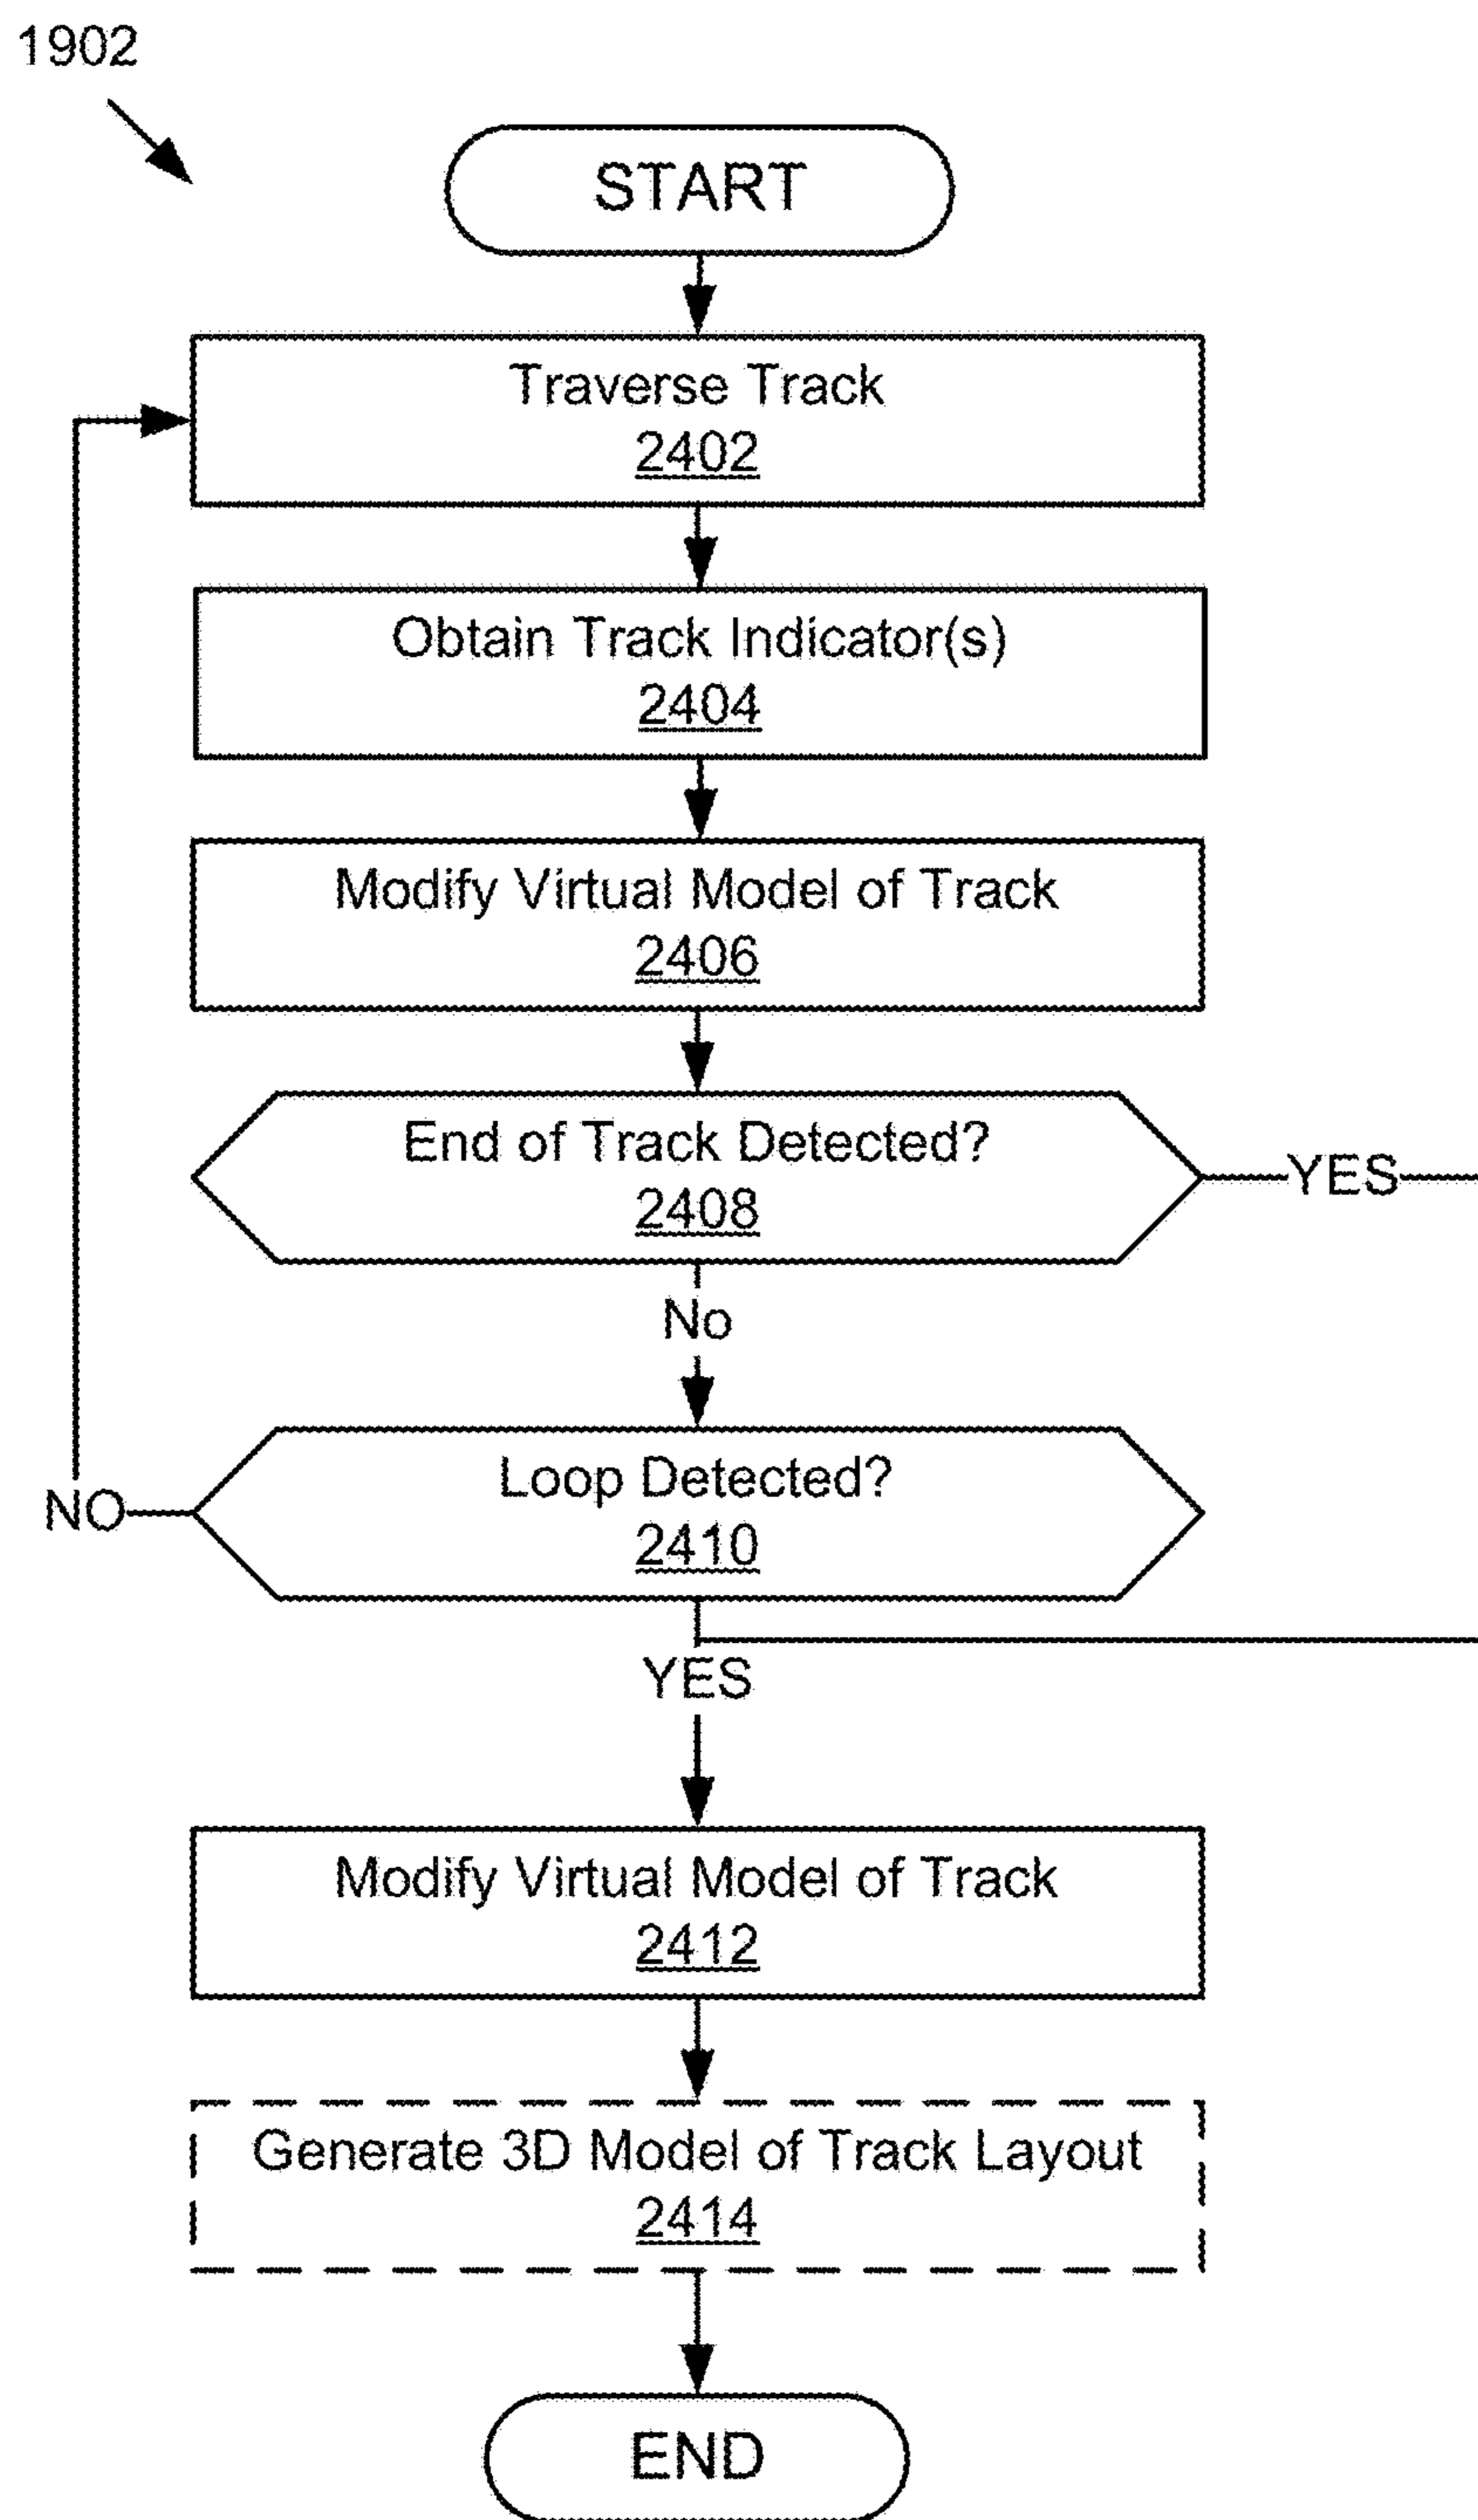 1902
START
Traverse Track
2402
Obtain Track Indicator(s)
2404
Modify Virtual Model of Track
2406
End of Track Detected?
2408
YES
No
Loop Detected?
2410
NO
YES
Modify Virtual Model of Track
2412
Generate 3D Model of Track Layout
2414
END